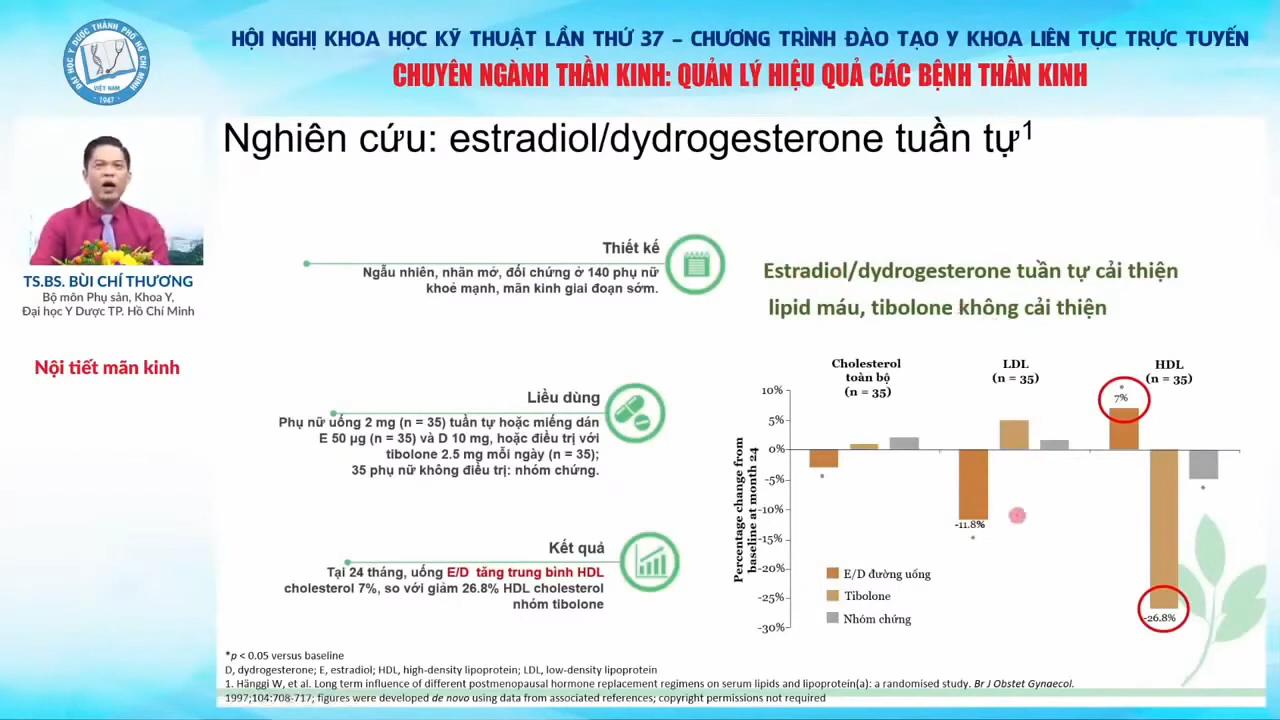 ĐẠI HỌC Y DƯỢC THÀNH PHỐ HỒ CHÍ MINH
VIỆT NAM
- 1947 -
HỘI NGHỊ KHOA HỌC KỸ THUẬT LẦN THỨ 37 – CHƯƠNG TRÌNH ĐÀO TẠO Y KHOA LIÊN TỤC TRỰC TUYẾN
CHUYÊN NGÀNH THẦN KINH: QUẢN LÝ HIỆU QUẢ CÁC BỆNH THẦN KINH
TS.BS. BÙI CHÍ THƯƠNG
Bộ môn Phụ sản, Khoa Y,
Đại học Y Dược TP. Hồ Chí Minh
Nội tiết mãn kinh
Nghiên cứu: estradiol/dydrogesterone tuần tự1
Thiết kế
Ngẫu nhiên, nhãn mở, đối chứng ở 140 phụ nữ
khoẻ mạnh, mãn kinh giai đoạn sớm.
Liều dùng
Phụ nữ uống 2 mg (n = 35) tuần tự hoặc miếng dán
E 50 µg (n = 35) và D 10 mg, hoặc điều trị với
tibolone 2.5 mg mỗi ngày (n = 35);
35 phụ nữ không điều trị: nhóm chứng.
Kết quả
Tại 24 tháng, uống E/D tăng trung bình HDL
cholesterol 7%, so với giảm 26.8% HDL cholesterol
nhóm tibolone
Estradiol/dydrogesterone tuần tự cải thiện
lipid máu, tibolone không cải thiện
Cholesterol
toàn bộ
(n = 35)
LDL
(n = 35)
HDL
(n = 35)
Percentage change from
baseline at month 24
10%
5%
0%
-5%
-10%
-15%
-20%
-25%
-30%
*
-11.8%
*
*
7%
-26.8%
*
E/D đường uống
Tibolone
Nhóm chứng
*p < 0.05 versus baseline
D, dydrogesterone; E, estradiol; HDL, high-density lipoprotein; LDL, low-density lipoprotein
1. Hänggi W, et al. Long term influence of different postmenopausal hormone replacement regimens on serum lipids and lipoprotein(a): a randomised study. Br J Obstet Gynaecol.
1997;104:708-717; figures were developed de novo using data from associated references; copyright permissions not required